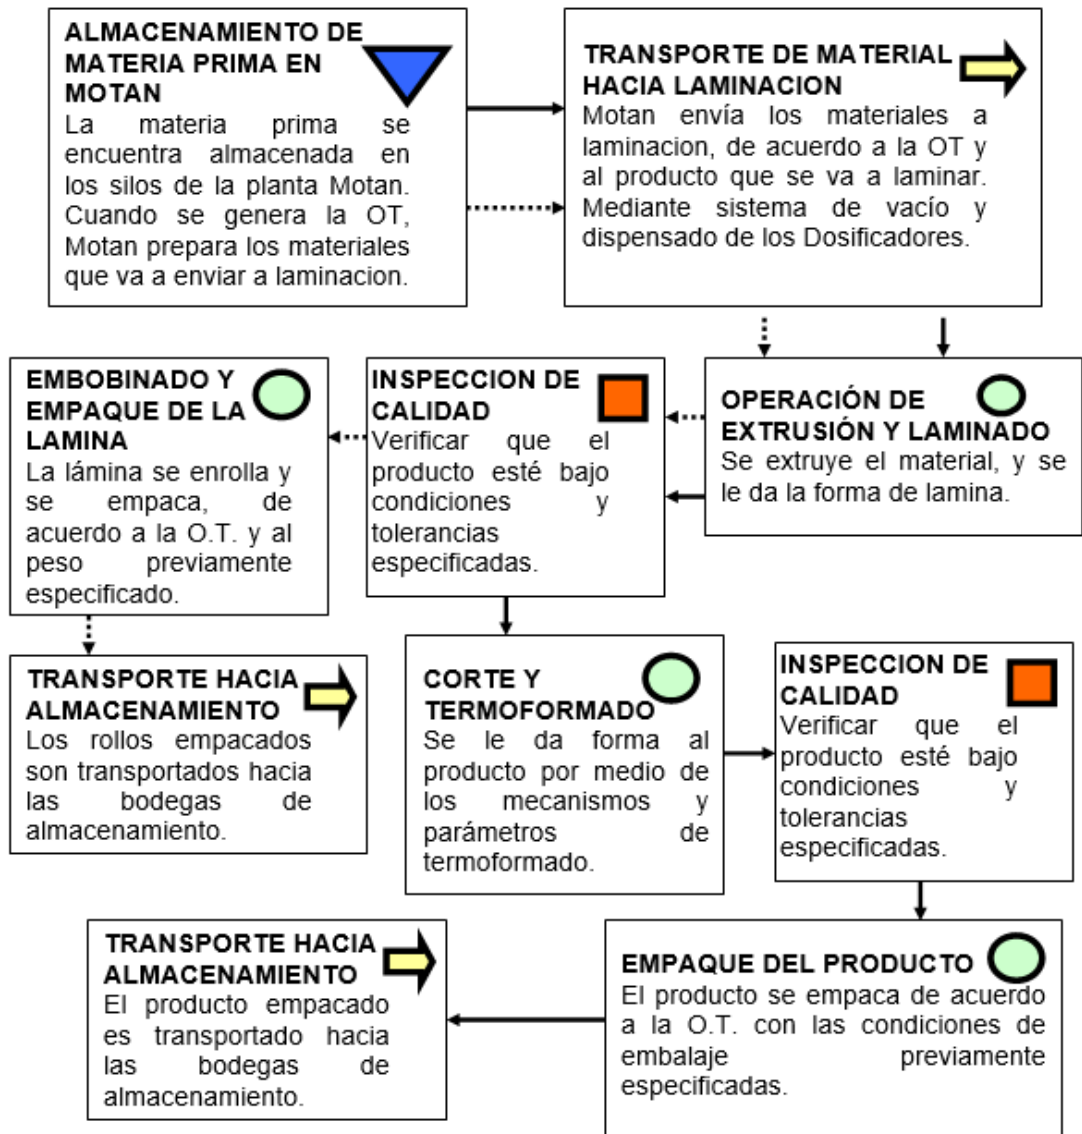 ALMACENAMIENTO DE
MATERIA PRIMA EN
MOTAN
La materia prima se
encuentra almacenada en
los silos de la planta Motan.
Cuando se genera la OT,
Motan prepara los materiales
que va a enviar a laminacion.
TRANSPORTE DE MATERIAL
HACIA LAMINACION
Motan envía los materiales a
laminacion, de acuerdo a la OT y
al producto que se va a laminar.
Mediante sistema de vacío y
dispensado de los Dosificadores.
OPERACIÓN DE
EXTRUSIÓN Y LAMINADO
Se extruye el material, y se
le da la forma de lamina.
INSPECCION DE
CALIDAD
Verificar que el
producto esté bajo
condiciones y
tolerancias
especificadas.
EMBOBINADO Y
EMPAQUE DE LA
LAMINA
La lámina se enrolla y
se empaca, de
acuerdo a la O.T. y al
peso previamente
especificado.
TRANSPORTE HACIA
ALMACENAMIENTO
Los rollos empacados
son transportados hacia
las bodegas de
almacenamiento.
CORTE Y
TERMOFORMADO
Se le da forma al
producto por medio de
los mecanismos y
parámetros de
termoformado.
INSPECCION DE
CALIDAD
Verificar que el
producto esté bajo
condiciones y
tolerancias
especificadas.
EMPAQUE DEL PRODUCTO
El producto se empaca de acuerdo
a la O.T. con las condiciones de
embalaje previamente
especificadas.
TRANSPORTE HACIA
ALMACENAMIENTO
El producto empacado
es transportado hacia
las bodegas de
almacenamiento.